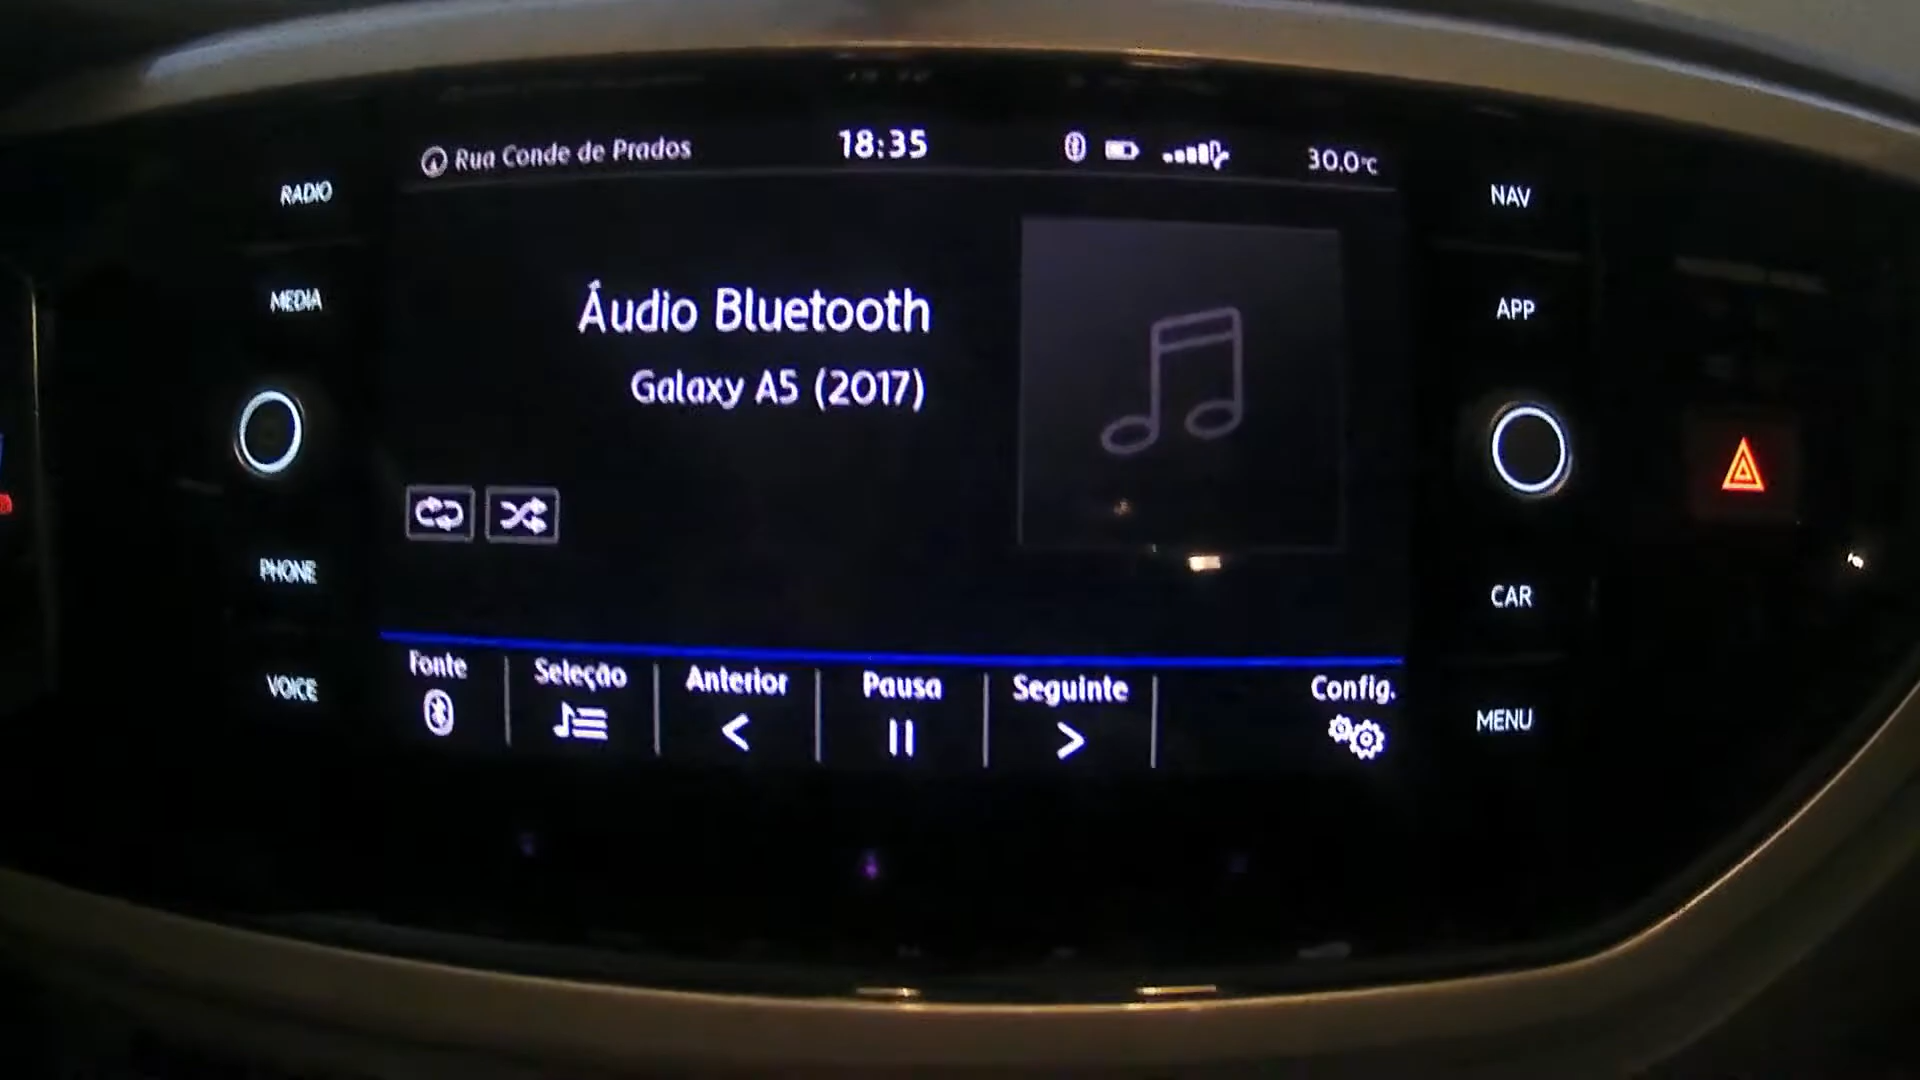 Rua Conde de Prados
18:35
30.0°C
RADIO
MEDIA
PHONE
VOICE
Áudio Bluetooth
Galaxy A5 (2017)
NAV
APP
CAR
MENU
Fonte
Seleção
Anterior
Pausa
Seguinte
Config.